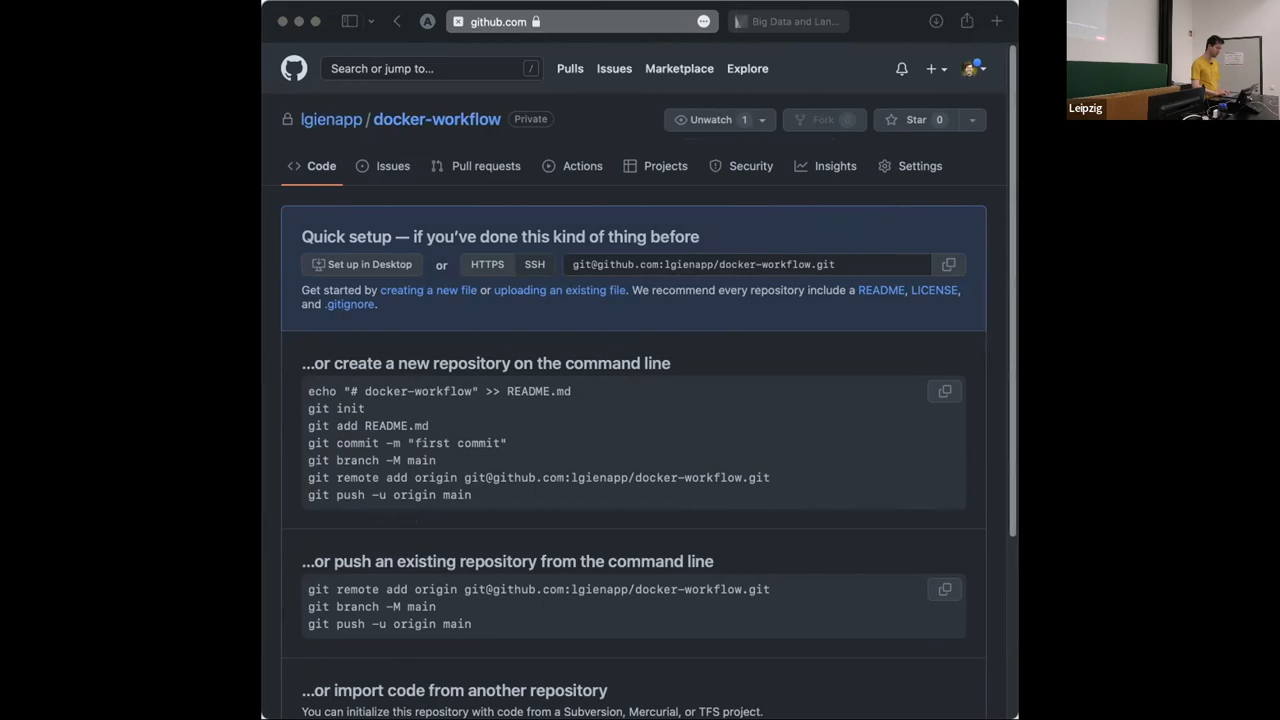 github.com
Big Data and Lan...
Search or jump to...
/
Pulls
Issues
Marketplace
Explore
lgienapp / docker-workflow
Private
Unwatch 1
Fork 0
Star 0
Code
Issues
Pull requests
Actions
Projects
Security
Insights
Settings
Quick setup — if you've done this kind of thing before
Set up in Desktop
or
HTTPS
SSH
git@github.com:lgienapp/docker-workflow.git
Get started by creating a new file or uploading an existing file. We recommend every repository include a README, LICENSE,
and .gitignore.
...or create a new repository on the command line
echo "# docker-workflow" >> README.md
git init
git add README.md
git commit -m "first commit"
git branch -M main
git remote add origin git@github.com:lgienapp/docker-workflow.git
git push -u origin main
...or push an existing repository from the command line
git remote add origin git@github.com:lgienapp/docker-workflow.git
git branch -M main
git push -u origin main
...or import code from another repository
You can initialize this repository with code from a Subversion, Mercurial, or TFS project.
Leipzig